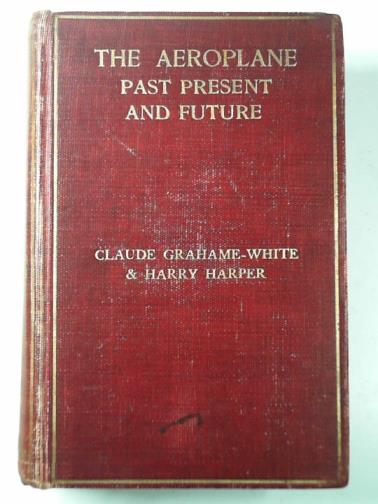 THE AEROPLANE
PAST PRESENT
AND FUTURE
CLAUDE GRAHAME-WHITE
& HARRY HARPER